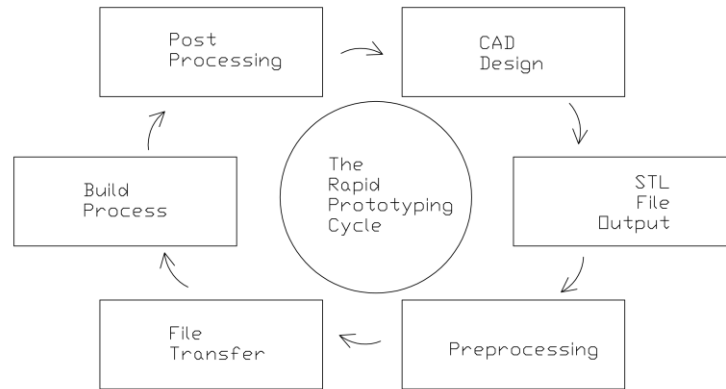 Post
Processing
CAD
Design
The
Rapid
Prototyping
Cycle
Build
Process
STL
File
Output
File
Transfer
Preprocessing